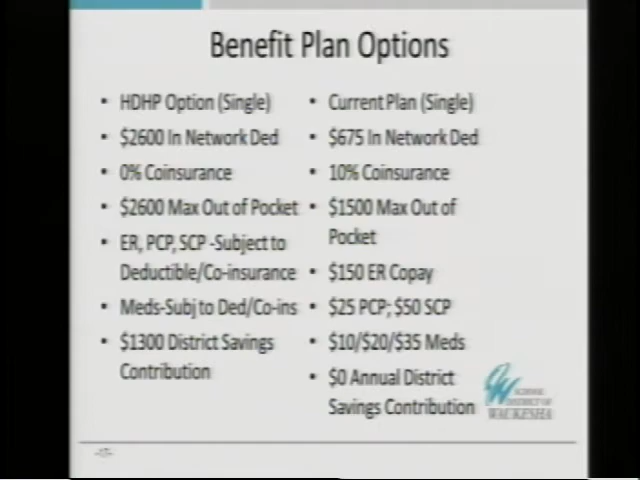 Benefit Plan Options
• HDHP Option (Single)
• $2600 In Network Ded
• 0% Coinsurance
• $2600 Max Out of Pocket
• ER, PCP, SCP -Subject to
Deductible/Co-insurance
• Meds-Subj to Ded/Co-ins
• $1300 District Savings
Contribution
• Current Plan (Single)
• $675 In Network Ded
• 10% Coinsurance
• $1500 Max Out of
Pocket
• $150 ER Copay
• $25 PCP; $50 SCP
• $10/$20/$35 Meds
• $0 Annual District
Savings Contribution
SCHOOL
DISTRICT OF
WAUKESHA